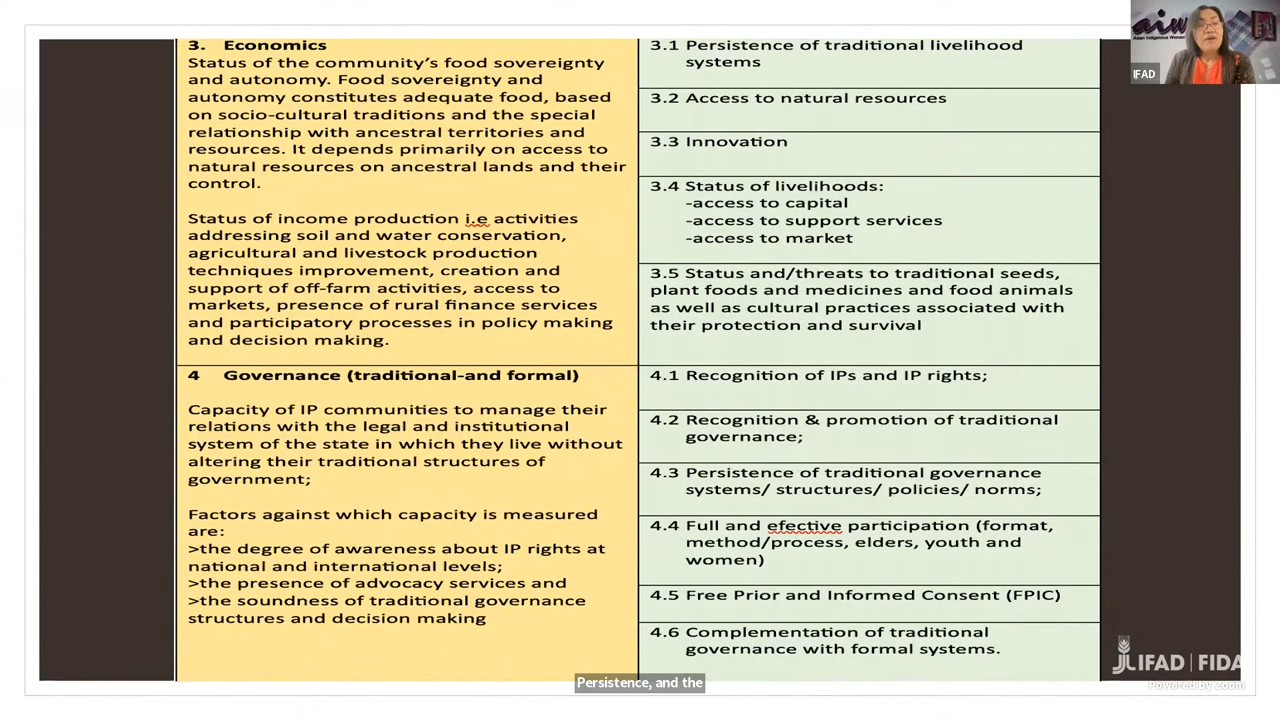 3. Economics
Status of the community's food sovereignty
and autonomy. Food sovereignty and
autonomy constitutes adequate food, based
on socio-cultural traditions and the special
relationship with ancestral territories and
resources. It depends primarily on access to
natural resources on ancestral lands and their
control.
Status of income production i.e activities
addressing soil and water conservation,
agricultural and livestock production
techniques improvement, creation and
support of off-farm activities, access to
markets, presence of rural finance services
and participatory processes in policy making
and decision making.
3.1 Persistence of traditional livelihood
systems
3.2 Access to natural resources
3.3 Innovation
3.4 Status of livelihoods:
-access to capital
-access to support services
-access to market
3.5 Status and/threats to traditional seeds,
plant foods and medicines and food animals
as well as cultural practices associated with
their protection and survival
4 Governance (traditional-and formal)
Capacity of IP communities to manage their
relations with the legal and institutional
system of the state in which they live without
altering their traditional structures of
government;
Factors against which capacity is measured
are:
>the degree of awareness about IP rights at
national and international levels;
>the presence of advocacy services and
>the soundness of traditional governance
structures and decision making
4.1 Recognition of IPs and IP rights;
4.2 Recognition & promotion of traditional
governance;
4.3 Persistence of traditional governance
systems/ structures/ policies/ norms;
4.4 Full and efective participation (format,
method/process, elders, youth and
women)
4.5 Free Prior and Informed Consent (FPIC)
4.6 Complementation of traditional
governance with formal systems.
aiw
Asian Indigenous Women
IFAD
JLIFAD | FIDA
Powered by Zoom
Persistence, and the